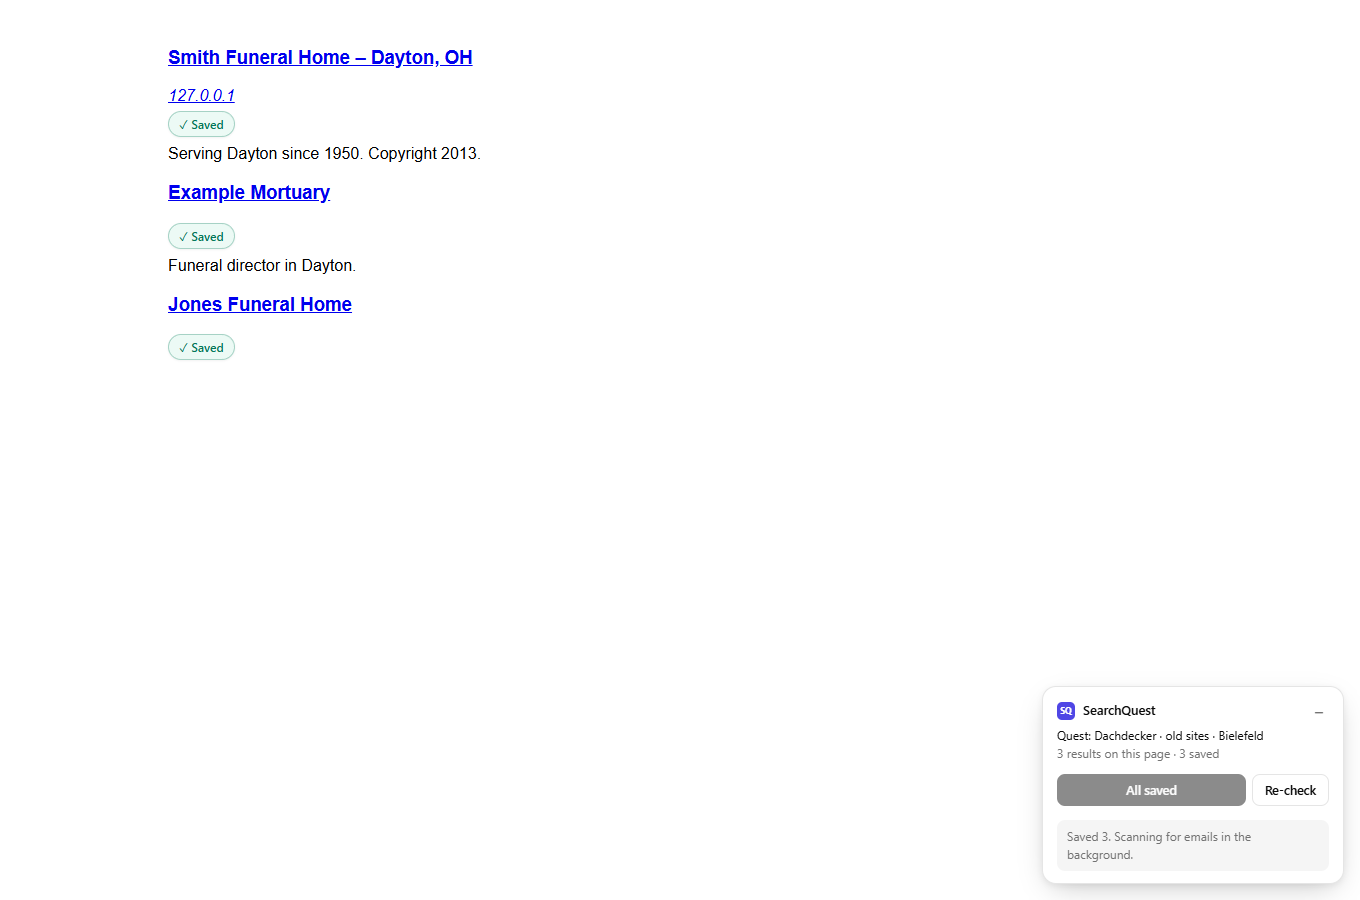 Smith Funeral Home – Dayton, OH
127.0.0.1
✓ Saved
Serving Dayton since 1950. Copyright 2013.
Example Mortuary
✓ Saved
Funeral director in Dayton.
Jones Funeral Home
✓ Saved
SQ SearchQuest –
Quest: Dachdecker · old sites · Bielefeld
3 results on this page · 3 saved
All saved Re-check
Saved 3. Scanning for emails in the
background.